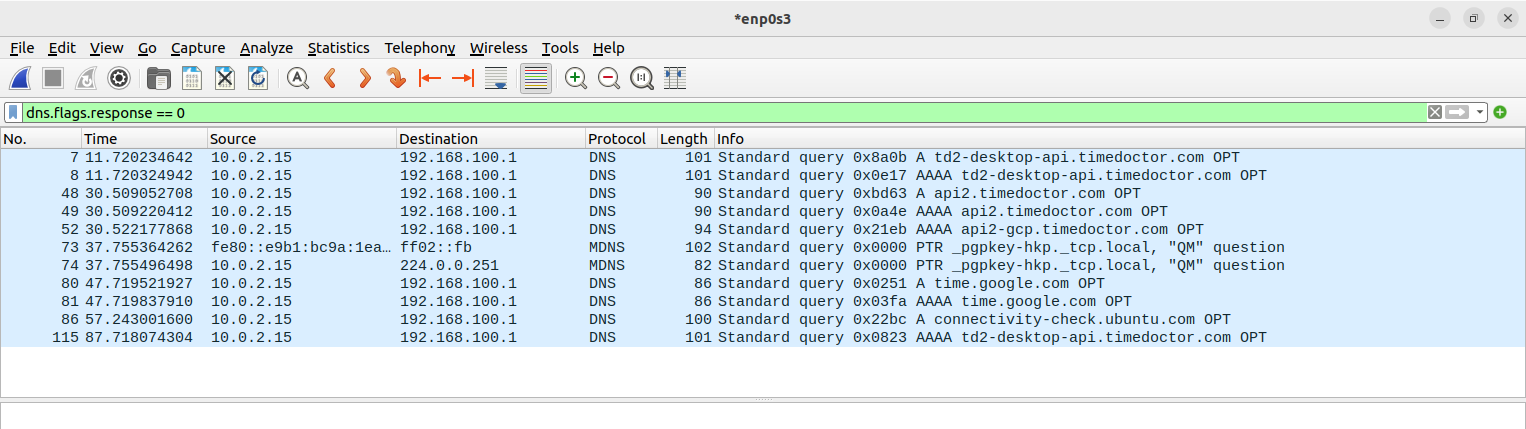 *enp0s3
File Edit View Go Capture Analyze Statistics Telephony Wireless Tools Help
dns.flags.response == 0
No. Time Source Destination Protocol Length Info
7 11.720234642 10.0.2.15 192.168.100.1 DNS 101 Standard query 0x8a0b A td2-desktop-api.timedoctor.com OPT
8 11.720324942 10.0.2.15 192.168.100.1 DNS 101 Standard query 0x0e17 AAAA td2-desktop-api.timedoctor.com OPT
48 30.509052708 10.0.2.15 192.168.100.1 DNS 90 Standard query 0xbd63 A api2.timedoctor.com OPT
49 30.509220412 10.0.2.15 192.168.100.1 DNS 90 Standard query 0x0a4e AAAA api2.timedoctor.com OPT
52 30.522177868 10.0.2.15 192.168.100.1 DNS 94 Standard query 0x21eb AAAA api2-gcp.timedoctor.com OPT
73 37.755364262 fe80::e9b1:bc9a:1ea… ff02::fb MDNS 102 Standard query 0x0000 PTR _pgpkey-hkp._tcp.local, "QM" question
74 37.755496498 10.0.2.15 224.0.0.251 MDNS 82 Standard query 0x0000 PTR _pgpkey-hkp._tcp.local, "QM" question
80 47.719521927 10.0.2.15 192.168.100.1 DNS 86 Standard query 0x0251 A time.google.com OPT
81 47.719837910 10.0.2.15 192.168.100.1 DNS 86 Standard query 0x03fa AAAA time.google.com OPT
86 57.243001600 10.0.2.15 192.168.100.1 DNS 100 Standard query 0x22bc A connectivity-check.ubuntu.com OPT
115 87.718074304 10.0.2.15 192.168.100.1 DNS 101 Standard query 0x0823 AAAA td2-desktop-api.timedoctor.com OPT